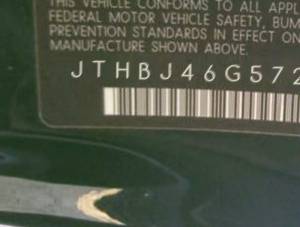 THIS VEHICLE CONFORMS TO ALL APPL
FEDERAL MOTOR VEHICLE SAFETY, BUM
PREVENTION STANDARDS IN EFFECT ON
MANUFACTURE SHOWN ABOVE.
JTHBJ46G572